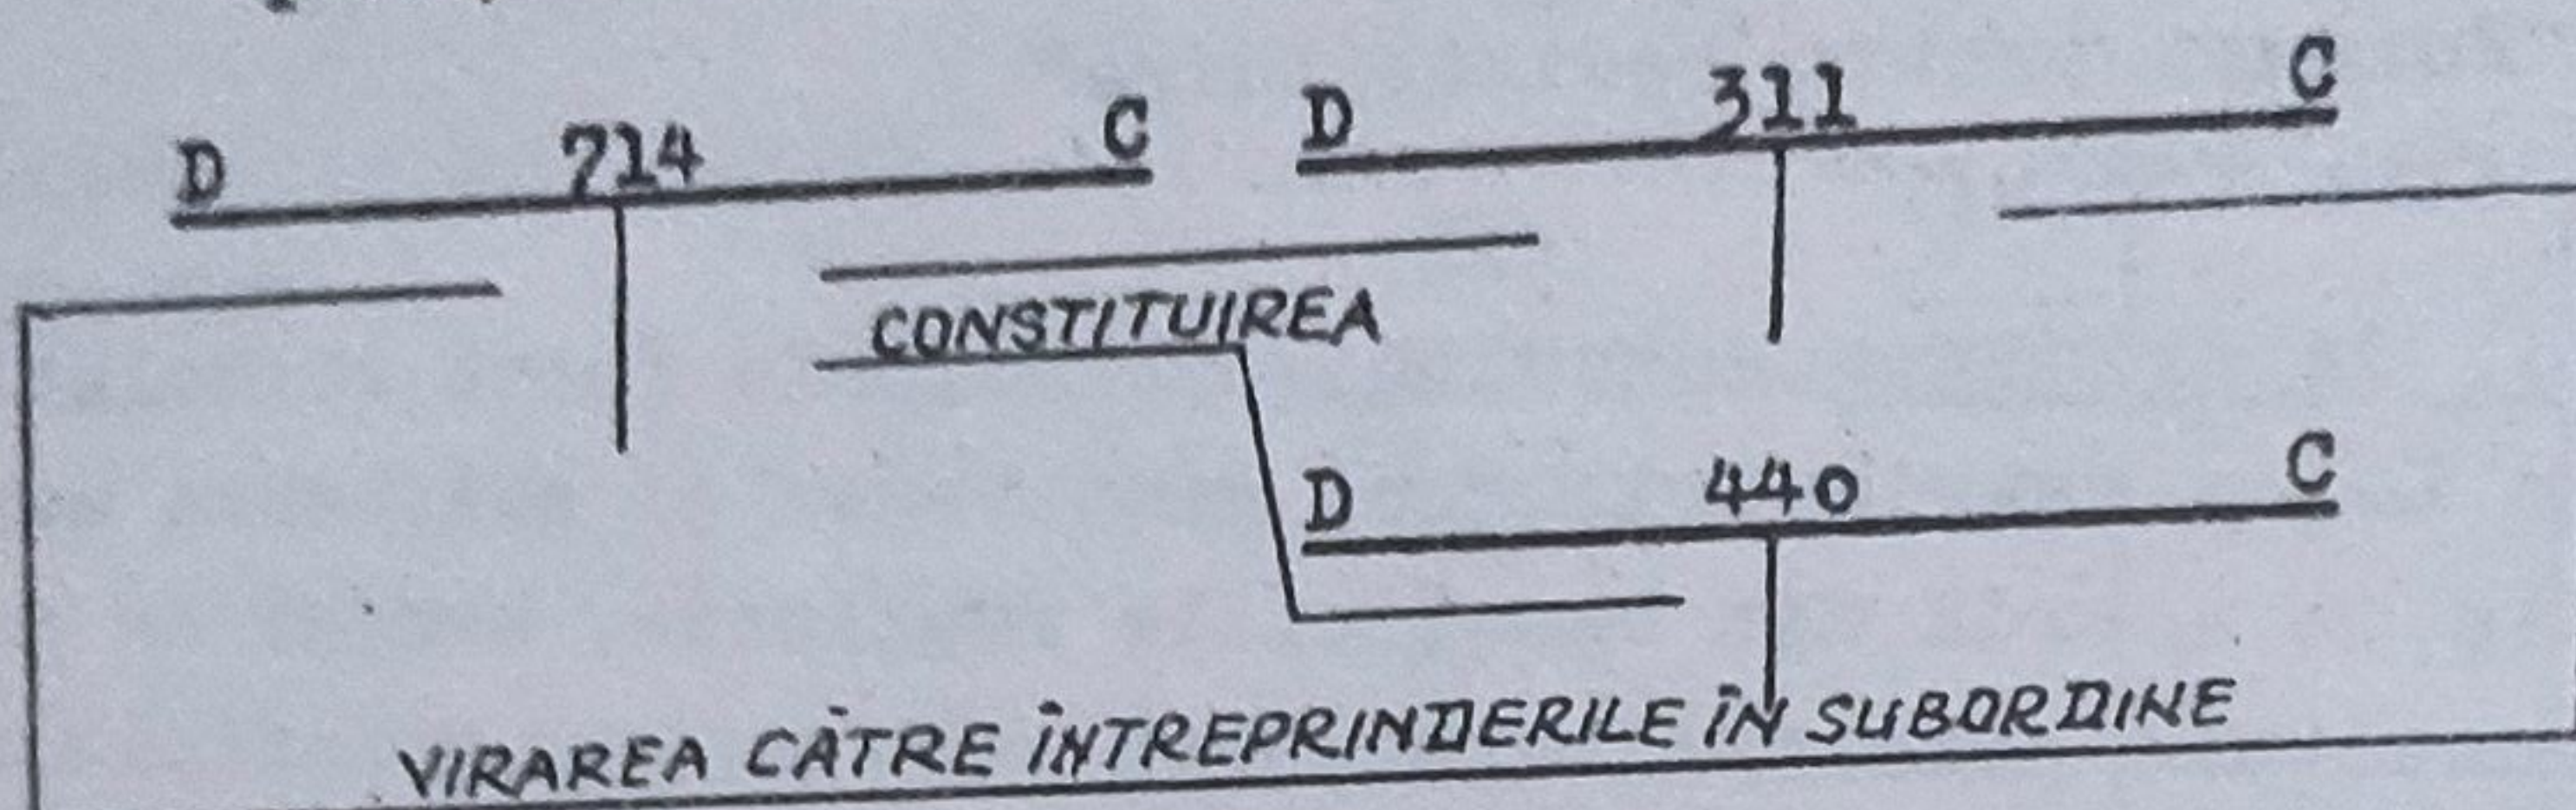 D 714 C D 311 C
CONSTITUIREA
D 440 C
VIRAREA CĂTRE ÎNTREPRINDERILE ÎN SUBORDINE